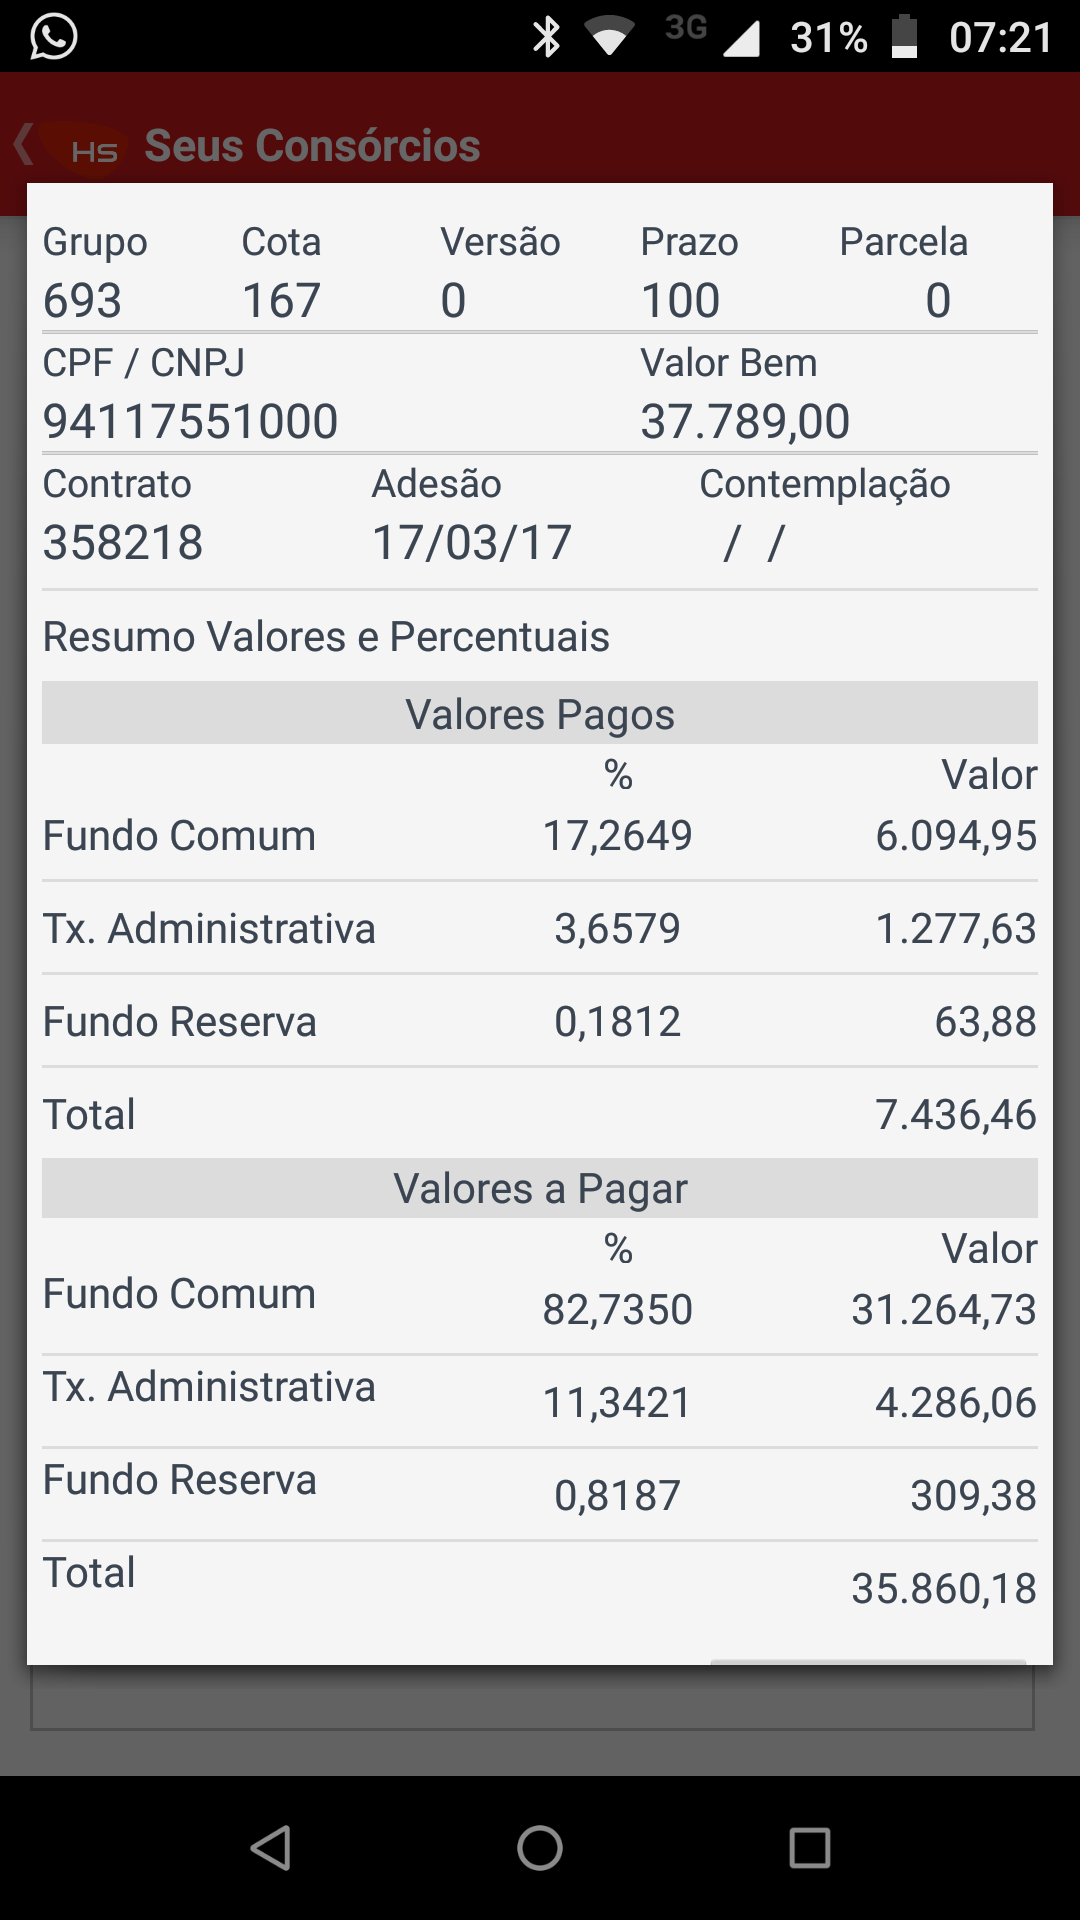 3G 31% 07:21
HS Seus Consórcios
Grupo Cota Versão Prazo Parcela
693 167 0 100 0
CPF / CNPJ Valor Bem
94117551000 37.789,00
Contrato Adesão Contemplação
358218 17/03/17 / /
Resumo Valores e Percentuais
Valores Pagos
% Valor
Fundo Comum 17,2649 6.094,95
Tx. Administrativa 3,6579 1.277,63
Fundo Reserva 0,1812 63,88
Total 7.436,46
Valores a Pagar
% Valor
Fundo Comum 82,7350 31.264,73
Tx. Administrativa 11,3421 4.286,06
Fundo Reserva 0,8187 309,38
Total 35.860,18